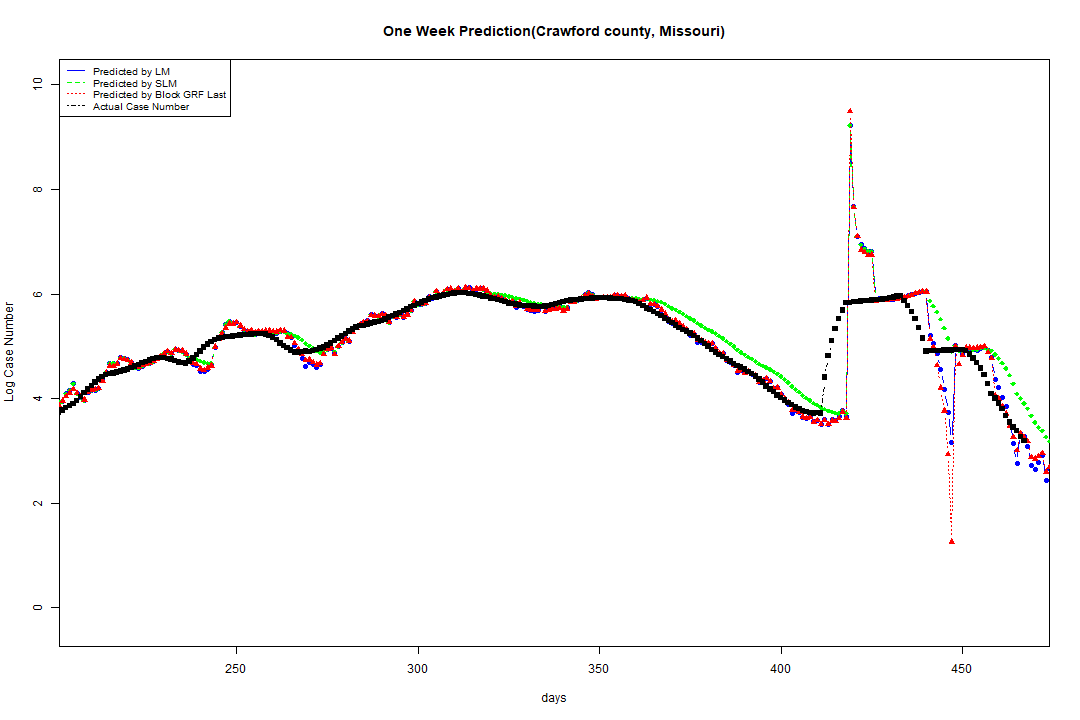 One Week Prediction(Crawford county, Missouri)
Predicted by LM
Predicted by SLM
Predicted by Block GRF Last
Actual Case Number
10
8
6
4
2
0
Log Case Number
250
300
350
400
450
days